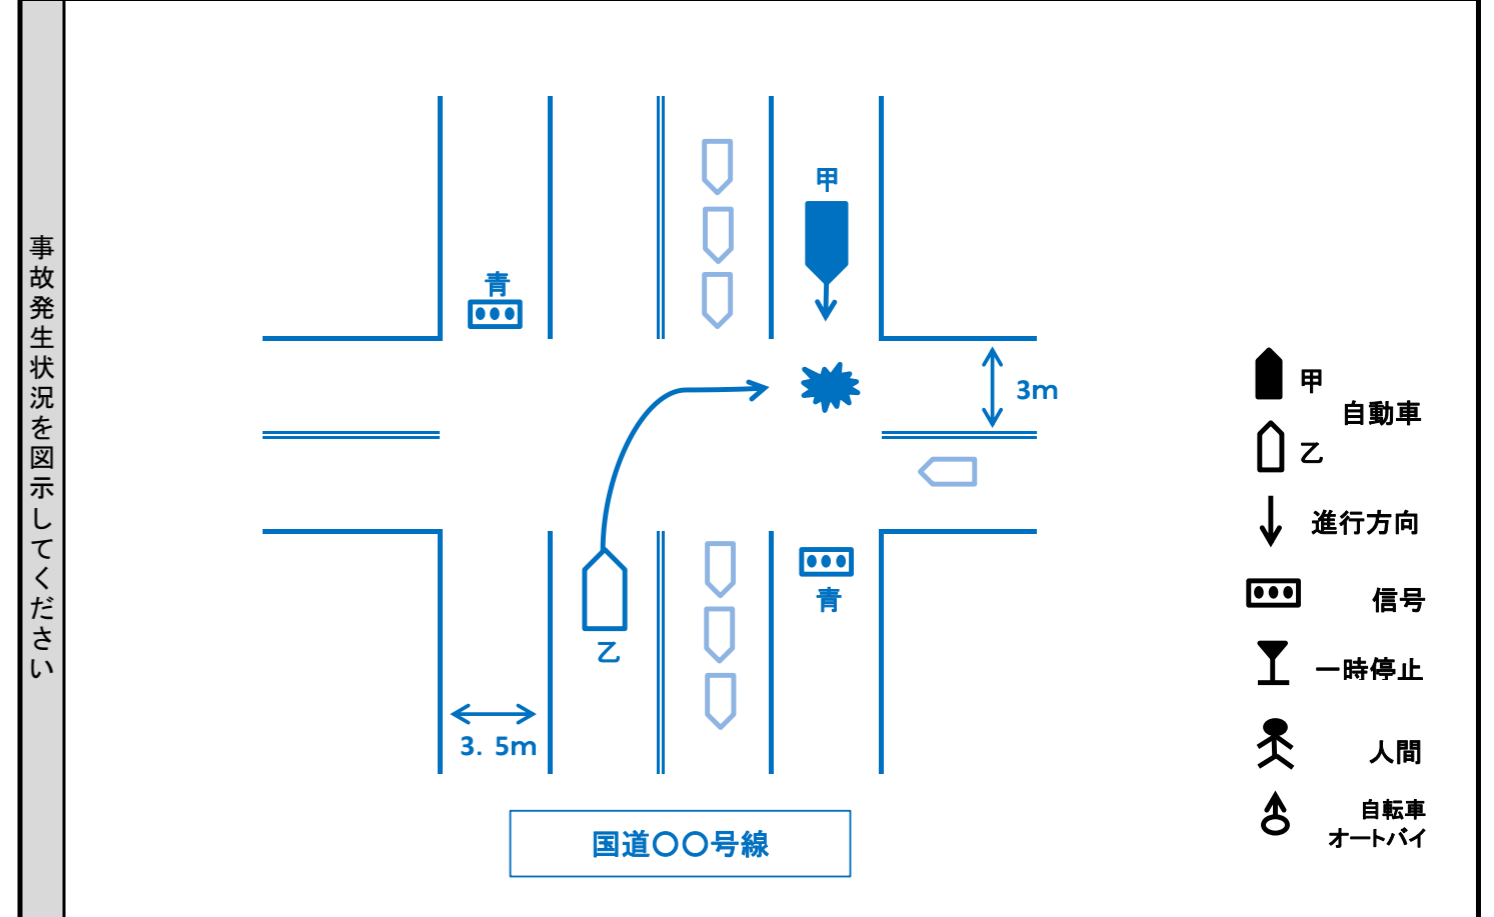 事故発生状況を図示してください
甲
青
3m
青
乙
3．5m
国道〇〇号線
甲
自動車
乙
進行方向
信号
一時停止
人間
自転車
オートバイ